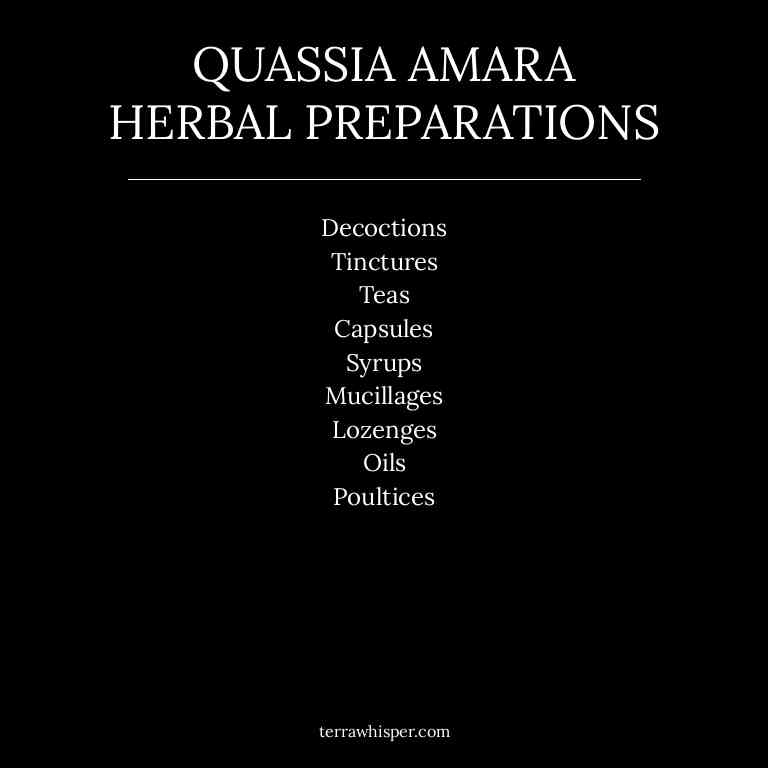 QUASSIA AMARA
HERBAL PREPARATIONS
Decoctions
Tinctures
Teas
Capsules
Syrups
Mucillages
Lozenges
Oils
Poultices
terrawhisper.com